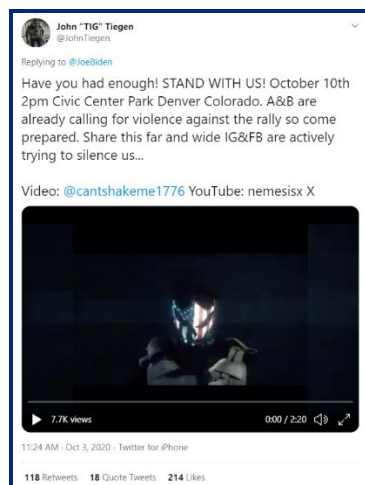 John "TIG" Tiegen
@JohnTiegen
Replying to @JoeBiden
Have you had enough! STAND WITH US! October 10th
2pm Civic Center Park Denver Colorado. A&B are
already calling for violence against the rally so come
prepared. Share this far and wide IG&FB are actively
trying to silence us...
Video: @cantshakeme1776 YouTube: nemesisx X
7.7K views
0:00 / 2:20
11:24 AM · Oct 3, 2020 · Twitter for iPhone
118 Retweets 18 Quote Tweets 214 Likes